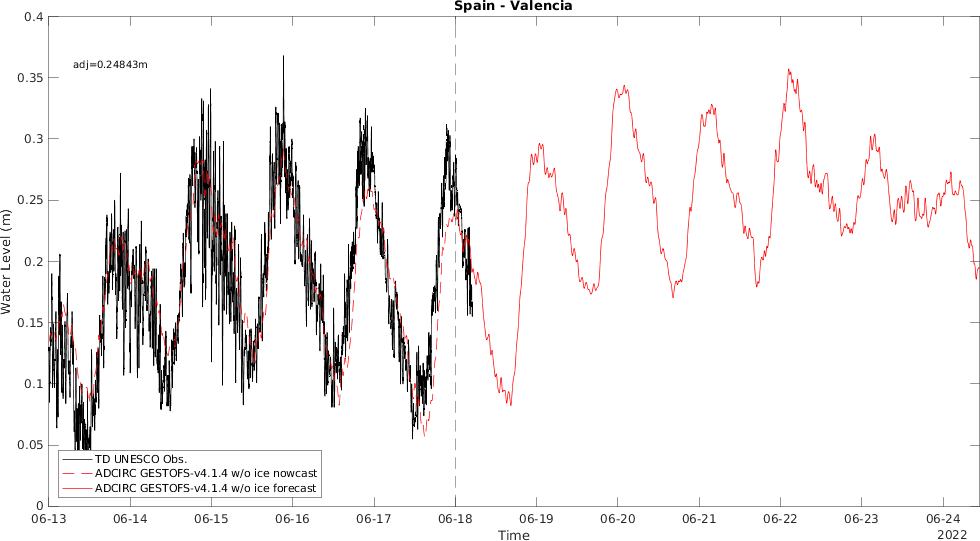 Spain - Valencia
adj=0.24843m
Water Level (m)
0.4
0.35
0.3
0.25
0.2
0.15
0.1
0.05
0
TD UNESCO Obs.
ADCIRC GESTOFS-v4.1.4 w/o ice nowcast
ADCIRC GESTOFS-v4.1.4 w/o ice forecast
06-13 06-14 06-15 06-16 06-17 06-18 06-19 06-20 06-21 06-22 06-23 06-24
Time
2022